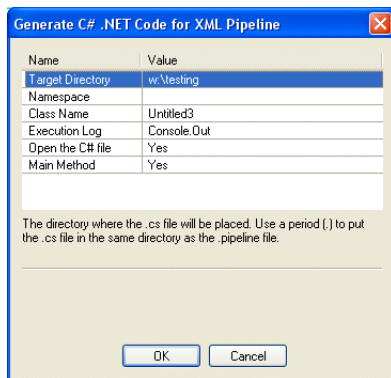 Generate C# .NET Code for XML Pipeline
Name Value
Target Directory w:\testing
Namespace
Class Name Untitled3
Execution Log Console.Out
Open the C# file Yes
Main Method Yes
The directory where the .cs file will be placed. Use a period (.) to put
the .cs file in the same directory as the .pipeline file.
OK Cancel